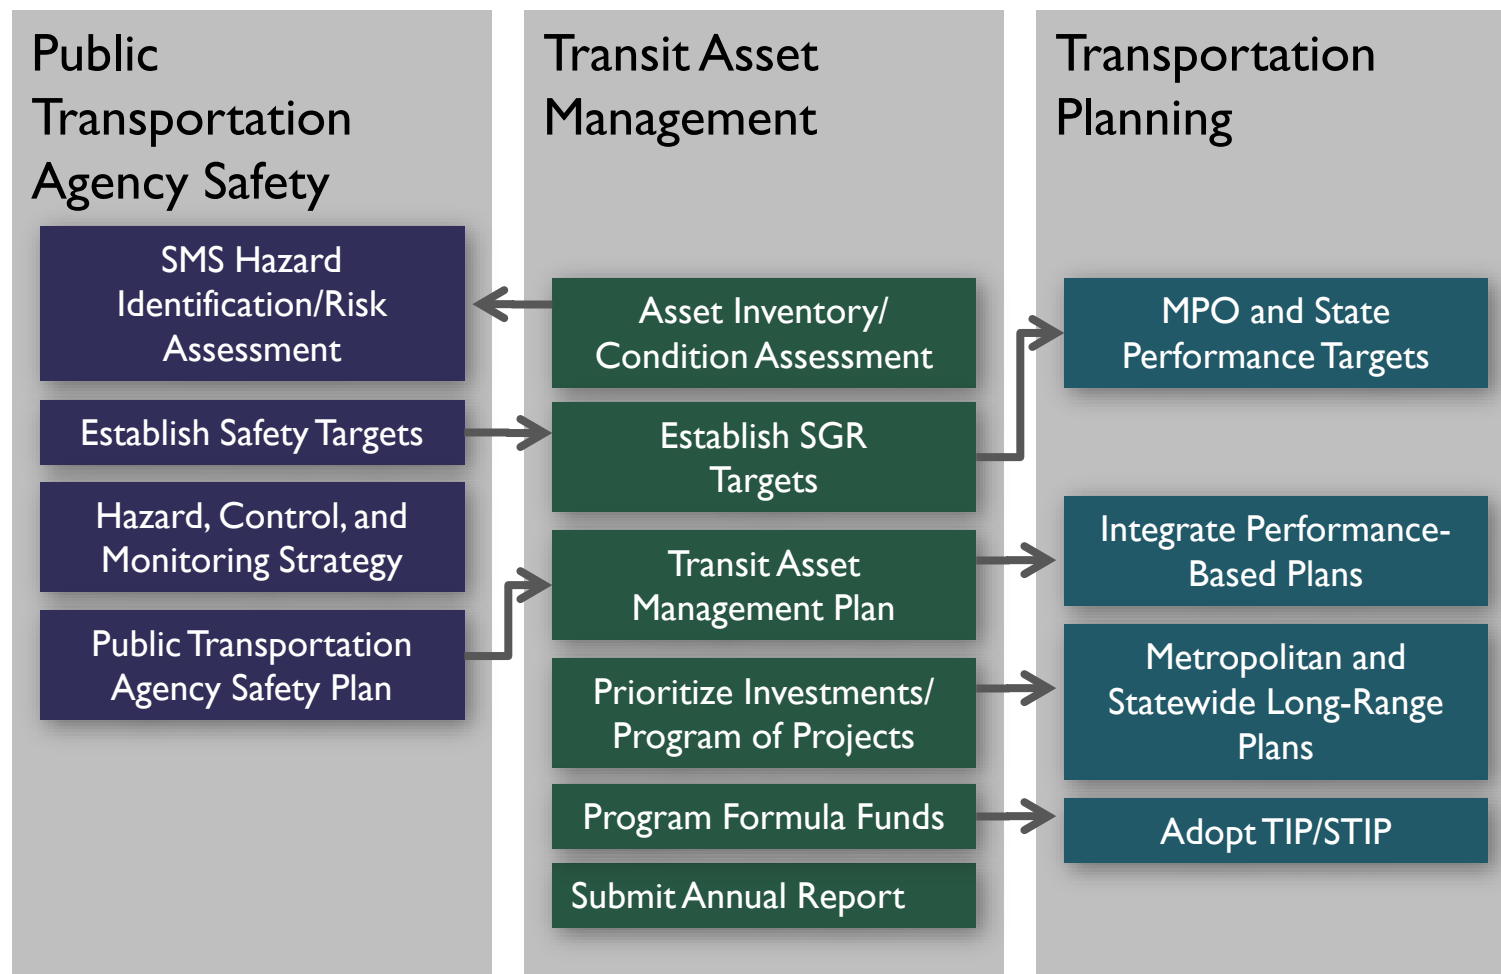 Public
Transportation
Agency Safety
SMS Hazard
Identification/Risk
Assessment
Establish Safety Targets
Hazard, Control, and
Monitoring Strategy
Public Transportation
Agency Safety Plan
Transit Asset
Management
Asset Inventory/
Condition Assessment
Establish SGR
Targets
Transit Asset
Management Plan
Prioritize Investments/
Program of Projects
Program Formula Funds
Submit Annual Report
Transportation
Planning
MPO and State
Performance Targets
Integrate Performance-
Based Plans
Metropolitan and
Statewide Long-Range
Plans
Adopt TIP/STIP